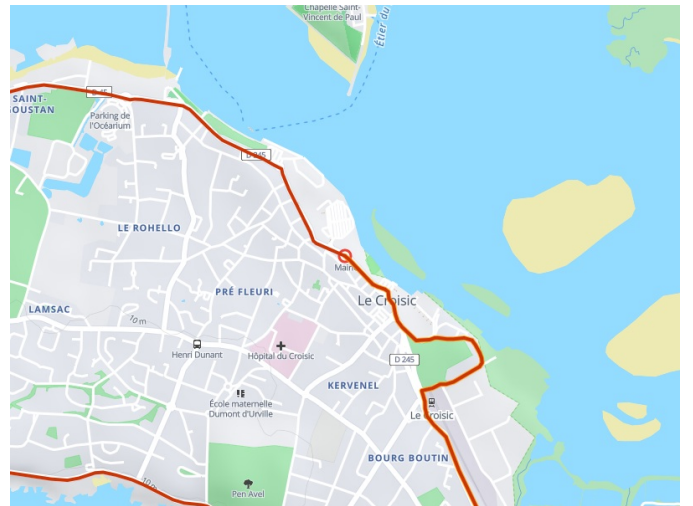 Chapelle Saint-
Vincent de Paul
Étier du
D 45
SAINT-
GOUSTAN
Parking de
l'Océarium
D 245
LE ROHELLO
Mairie
PRÉ FLEURI
Le Croisic
LAMSAC
10 m
Henri Dunant
Hôpital du Croisic
D 245
KERVENEL
École maternelle
Dumont d'Urville
Le Croisic
BOURG BOUTIN
10 m
Pen Avel